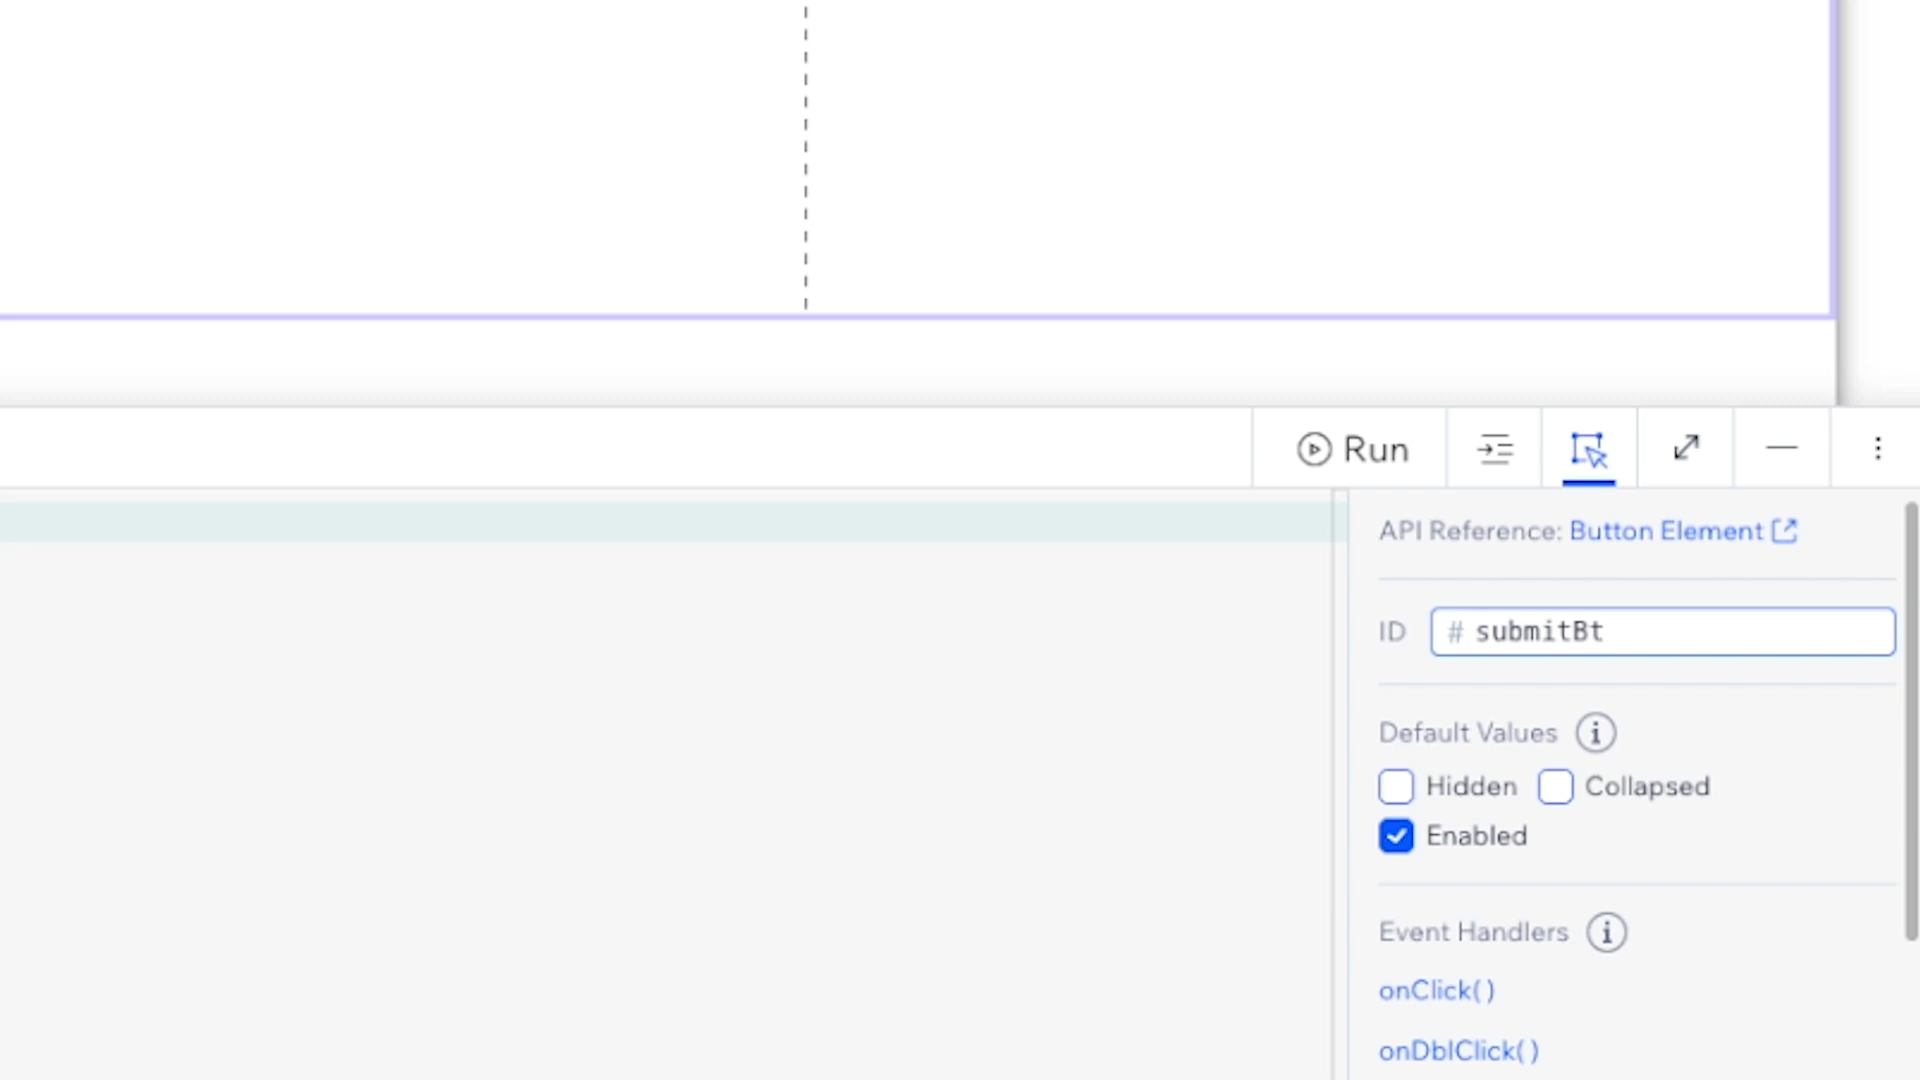 Run
API Reference: Button Element
ID # submitBt
Default Values
Hidden Collapsed
Enabled
Event Handlers
onClick( )
onDblClick( )